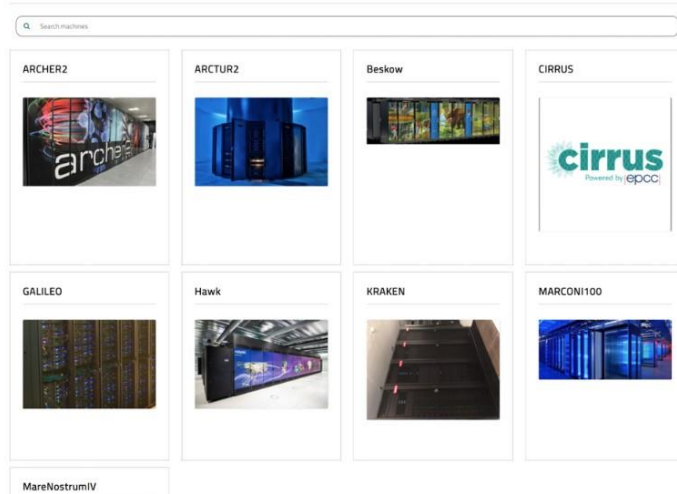 Search machines
ARCHER2
ARCTUR2
Beskow
CIRRUS
archer
cirrus
Powered by |epcc|
GALILEO
Hawk
KRAKEN
MARCONI100
MareNostrumIV